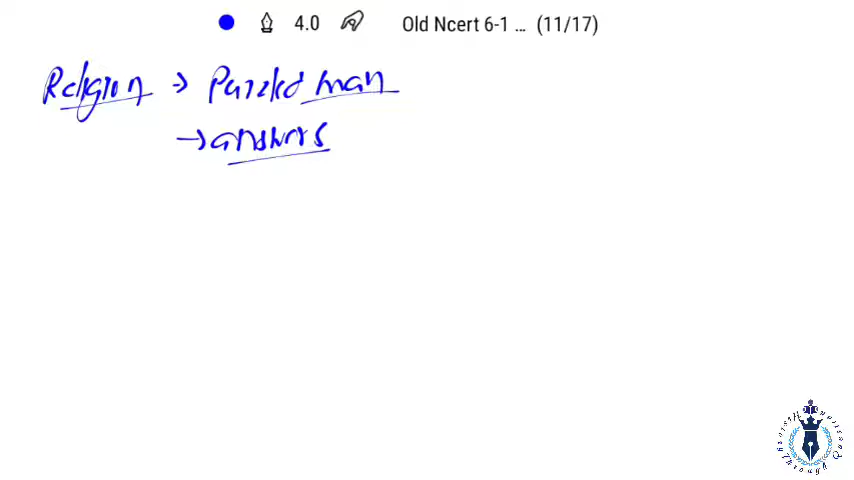 4.0 Old Ncert 6-1 ... (11/17)
Religion → Puzzled man
→ answers